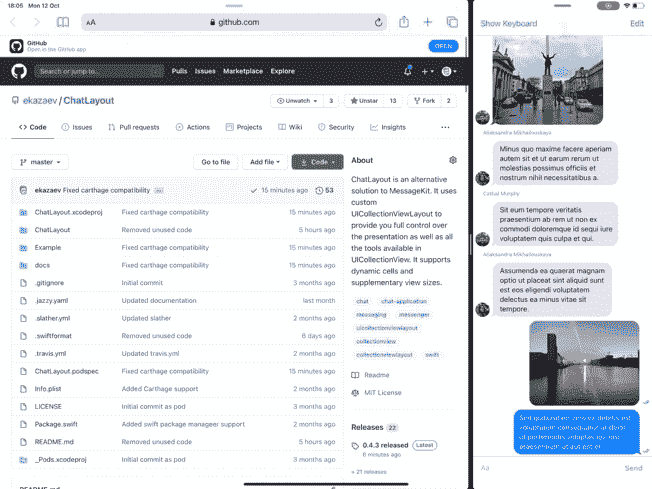 18:05 Mon 12 Oct
AA
github.com
GitHub
Open in the GitHub app
OPEN
Search or jump to...
Pulls Issues Marketplace Explore
ekazaev / ChatLayout
Unwatch 3
Unstar 13
Fork 2
Code Issues Pull requests Actions Projects Wiki Security Insights
master
Go to file
Add file
Code
ekazaev Fixed carthage compatibility 15 minutes ago 53
ChatLayout.xcodeproj Fixed carthage compatibility 15 minutes ago
ChatLayout Removed unused code 5 hours ago
Example Fixed carthage compatibility 15 minutes ago
docs Fixed carthage compatibility 15 minutes ago
.gitignore Initial commit 3 months ago
.jazzy.yaml Updated documentation last month
.slather.yml Updated slather 2 months ago
.swiftformat Removed unused code 6 days ago
.travis.yml Updated travis.yml 2 months ago
ChatLayout.podspec Fixed carthage compatibility 15 minutes ago
Info.plist Added Carthage support 2 months ago
LICENSE Initial commit as pod 3 months ago
Package.swift Added swift package manageer support 2 months ago
README.md Removed unused code 5 hours ago
_Pods.xcodeproj Initial commit as pod 3 months ago
README.md
About
ChatLayout is an alternative
solution to MessageKit. It uses
custom
UICollectionViewLayout to
provide you full control over
the presentation as well as all
the tools available in
UICollectionView. It supports
dynamic cells and
supplementary view sizes.
chat chat-application
messaging messenger
uicollectionviewlayout
collectionview
collectionviewlayout swift
Readme
MIT License
Releases 22
0.4.3 released Latest
6 minutes ago
+ 21 releases
Show Keyboard
Edit
Aliaksandra Mikhailouskaya
Minus quo maxime facere aperiam
autem sit et ut earum rerum ut
molestias possimus officiis et
nostrum nihil necessitatibus a.
Cathal Murphy
Sit eum tempore veritatis
praesentium ab rem ut non ex
commodi doloremque id sequi iure
voluptatum quis culpa et qui.
Aliaksandra Mikhailouskaya
Assumenda ea quaerat magnam
optio ut placeat sint aliquid sunt
est eos eligendi voluptatem
delectus ea minus vitae sit
tempore.
Aa
Send